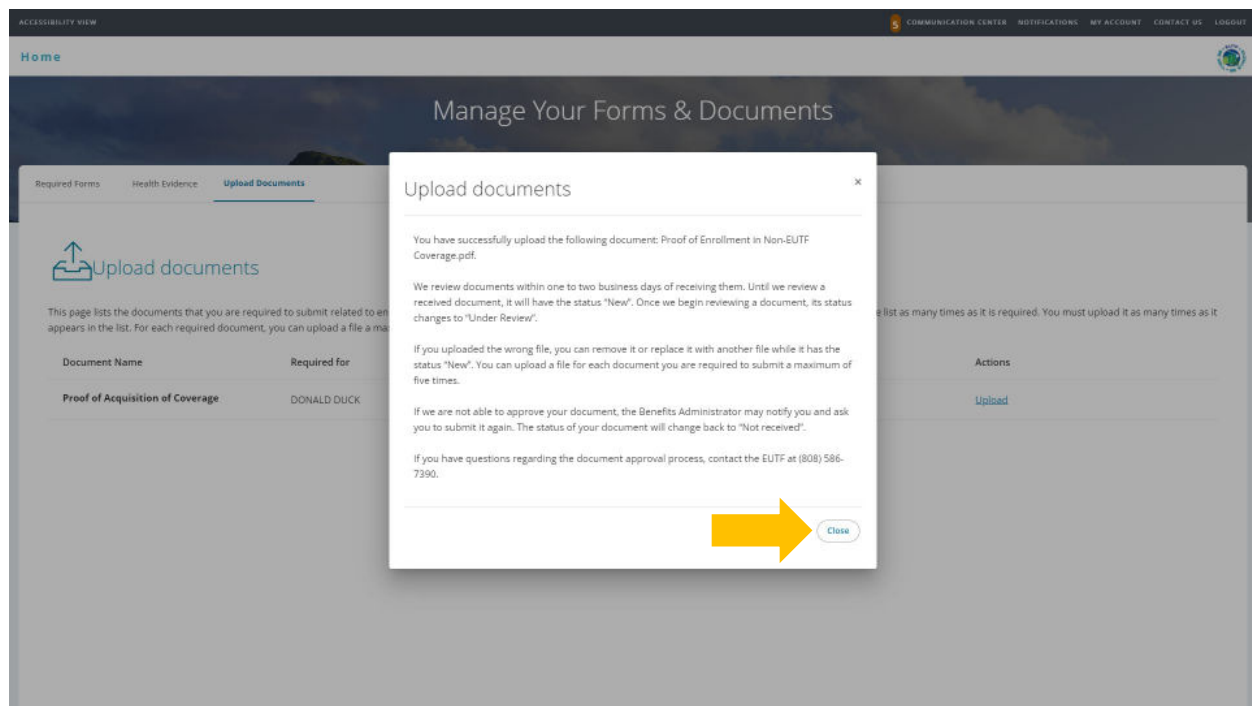 ACCESSIBILITY VIEW
5 COMMUNICATION CENTER NOTIFICATIONS MY ACCOUNT CONTACT US LOGOUT
Home
Manage Your Forms & Documents
Required Forms Health Evidence Upload Documents
Upload documents ×
You have successfully upload the following document: Proof of Enrollment in Non-EUTF
Coverage.pdf.
We review documents within one to two business days of receiving them. Until we review a
received document, it will have the status "New". Once we begin reviewing a document, its status
changes to "Under Review".
If you uploaded the wrong file, you can remove it or replace it with another file while it has the
status "New". You can upload a file for each document you are required to submit a maximum of
five times.
If we are not able to approve your document, the Benefits Administrator may notify you and ask
you to submit it again. The status of your document will change back to "Not received".
If you have questions regarding the document approval process, contact the EUTF at (808) 586-
7390.
Close
Upload documents
This page lists the documents that you are required to submit related to en
list as many times as it is required. You must upload it as many times as it
appears in the list. For each required document, you can upload a file a ma
Document Name Required for Actions
Proof of Acquisition of Coverage DONALD DUCK Upload